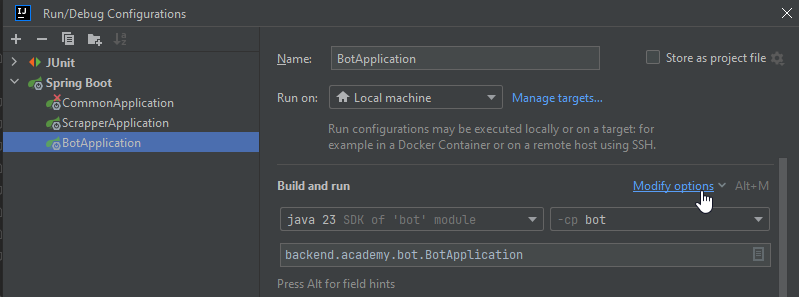 IJ Run/Debug Configurations
JUnit
Spring Boot
CommonApplication
ScrapperApplication
BotApplication
Name: BotApplication Store as project file
Run on: Local machine Manage targets...
Run configurations may be executed locally or on a target: for
example in a Docker Container or on a remote host using SSH.
Build and run Modify options Alt+M
java 23 SDK of 'bot' module -cp bot
backend.academy.bot.BotApplication
Press Alt for field hints